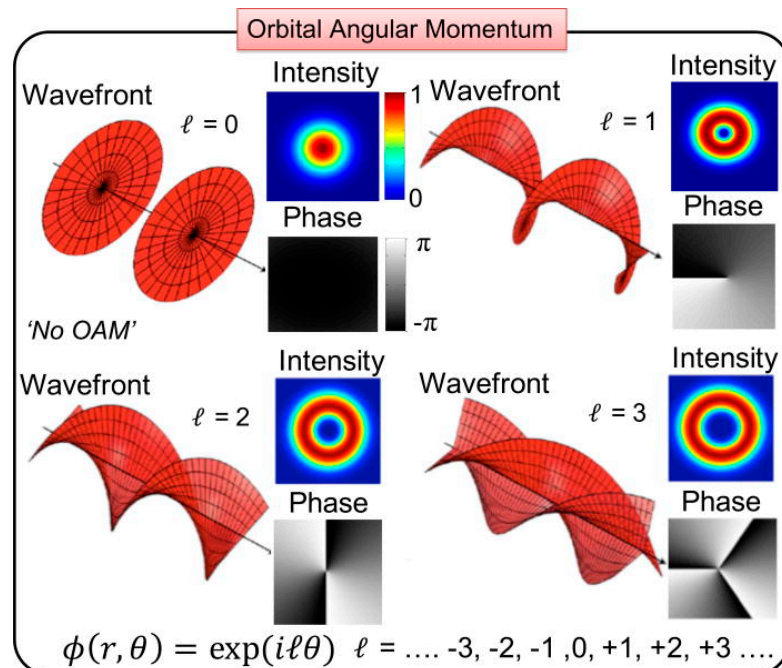 Orbital Angular Momentum
Wavefront
ℓ = 0
Intensity
1
0
Phase
π
-π
'No OAM'
Wavefront
ℓ = 1
Intensity
Phase
Wavefront
ℓ = 2
Intensity
Phase
Wavefront
ℓ = 3
Intensity
Phase
ϕ(r, θ) = exp(iℓθ) ℓ = .... -3, -2, -1 ,0, +1, +2, +3 ....